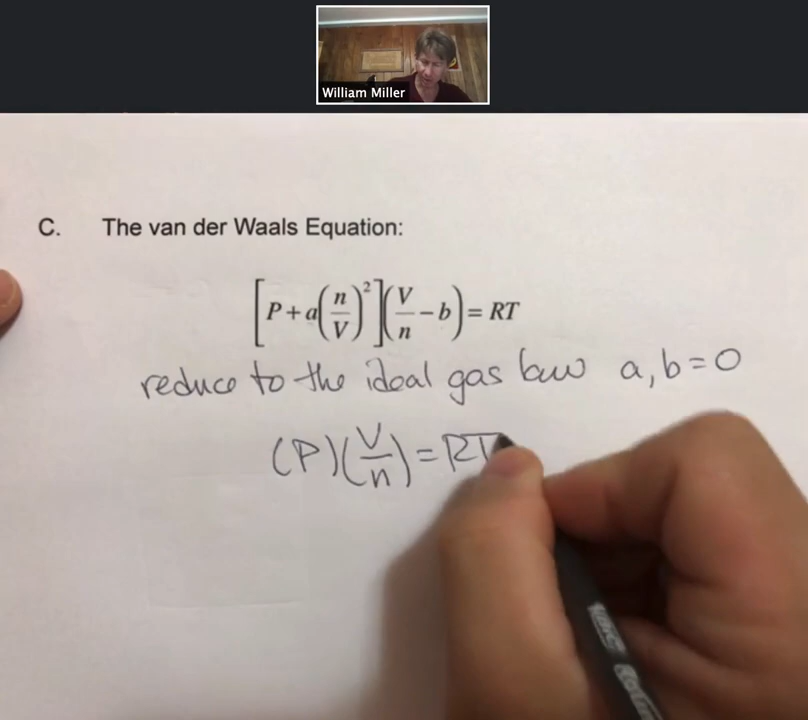 William Miller
C. The van der Waals Equation:
[P + a(n/V)²](V/n − b) = RT
reduce to the ideal gas law a, b = 0
(P)(V/n) = RT